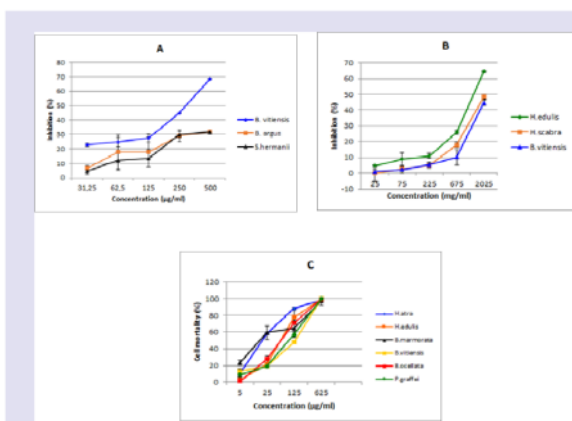 A
Inhibition (%)
80
70
60
50
40
30
20
10
0
31,25 62,5 125 250 500
Concentration (µg/ml)
B. vitiensis
B. argus
S.hermanii
B
Inhibition (%)
70
60
50
40
30
20
10
0
-10
25 75 225 675 2025
Concentration (mg/ml)
H.edulis
H.scabra
B.vitiensis
C
Cell mortality (%)
120
100
80
60
40
20
0
5 25 125 625
Concentration (µg/ml)
H.atra
H.edulis
B.marmorata
B.vitiensis
B.ocellata
P.graffei